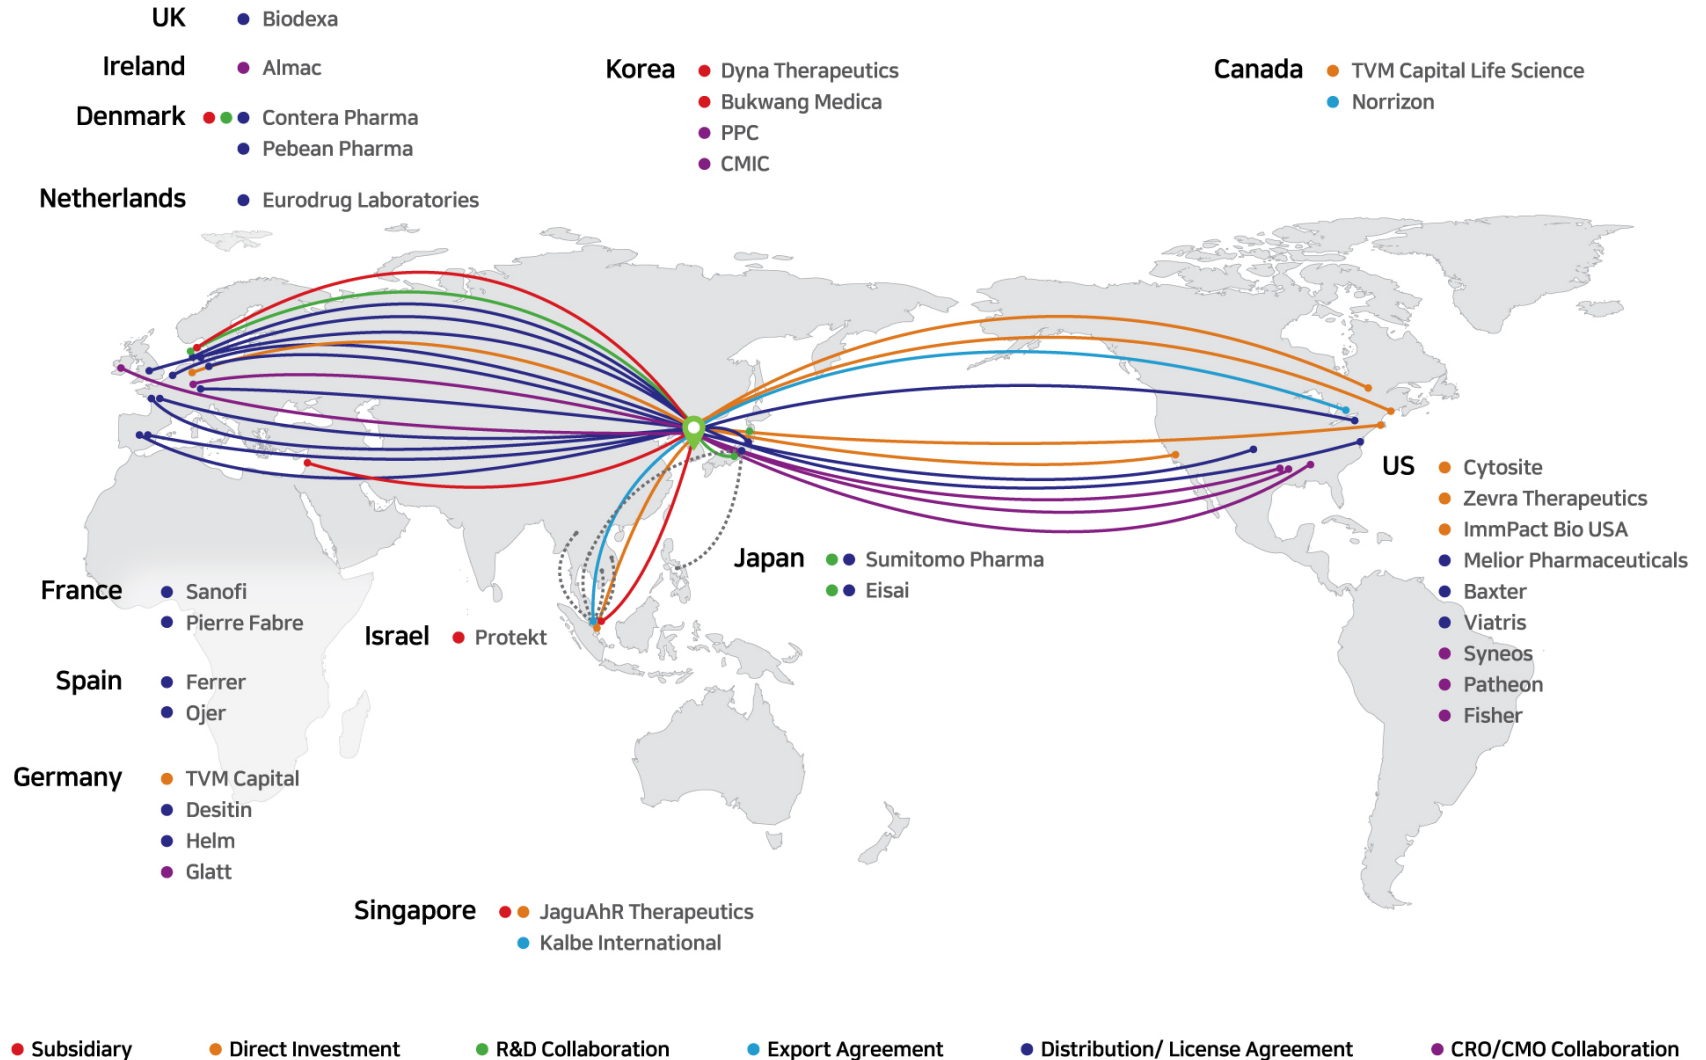 UK Biodexa
Ireland Almac
Denmark Contera Pharma
Pebean Pharma
Netherlands Eurodrug Laboratories
Korea Dyna Therapeutics
Bukwang Medica
PPC
CMIC
Canada TVM Capital Life Science
Norrizon
US Cytosite
Zevra Therapeutics
ImmPact Bio USA
Melior Pharmaceuticals
Baxter
Viatris
Syneos
Patheon
Fisher
Japan Sumitomo Pharma
Eisai
France Sanofi
Pierre Fabre
Israel Protekt
Spain Ferrer
Ojer
Germany TVM Capital
Desitin
Helm
Glatt
Singapore JaguAhR Therapeutics
Kalbe International
Subsidiary Direct Investment R&D Collaboration Export Agreement Distribution/ License Agreement CRO/CMO Collaboration